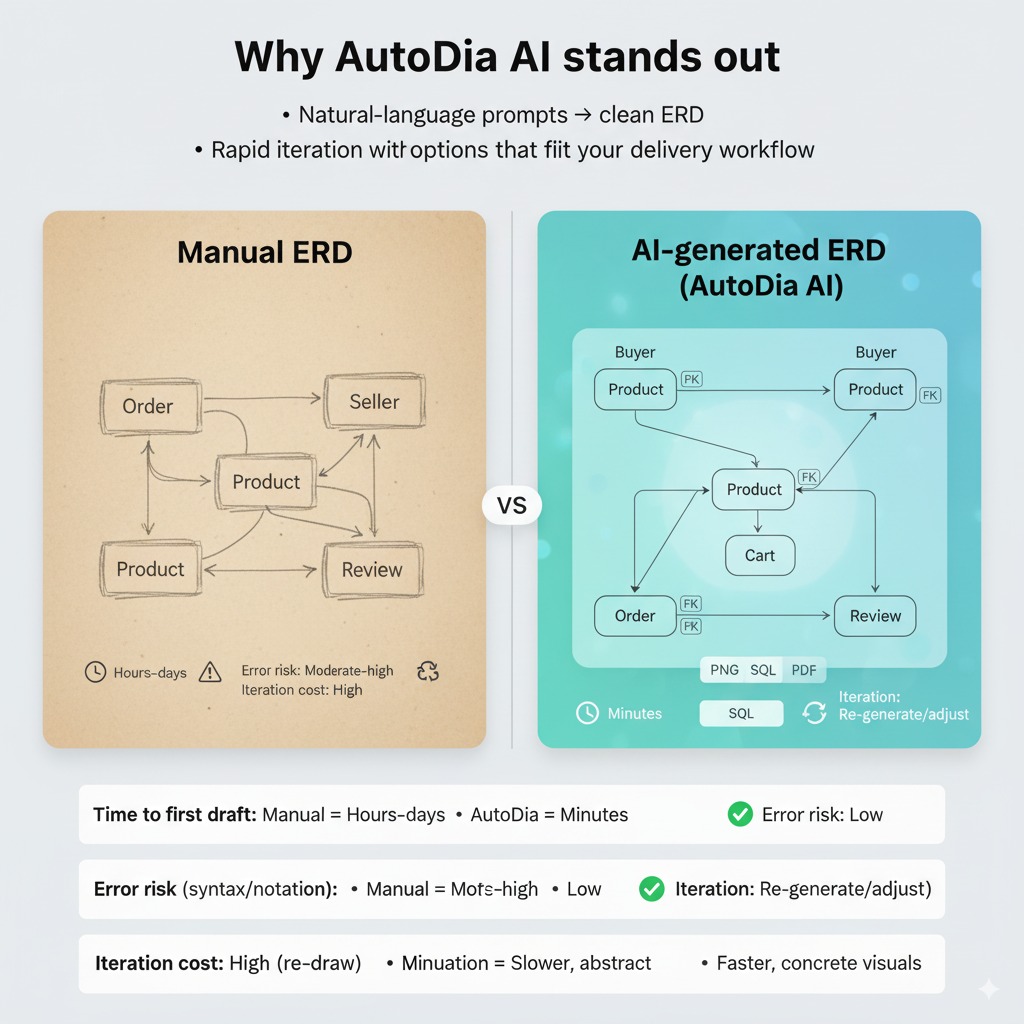 Why AutoDia AI stands out
• Natural-language prompts → clean ERD
• Rapid iteration with options that fiit your delivery workflow
Manual ERD
Order
Seller
Product
Product
Review
Hours–days
Error risk: Moderate-high
Iteration cost: High
VS
AI-generated ERD
(AutoDia AI)
Buyer
Buyer
Product
PK
Product
FK
Product
FK
Cart
Order
FK
Review
PNG SQL PDF
Minutes
SQL
Iteration:
Re-generate/adjust
Time to first draft: Manual = Hours–days • AutoDia = Minutes
Error risk: Low
Error risk (syntax/notation): • Manual = -high • Low
Iteration: Re-generate/adjust)
Iteration cost: High (re-draw) • Minuation = Slower, abstract • Faster, concrete visuals